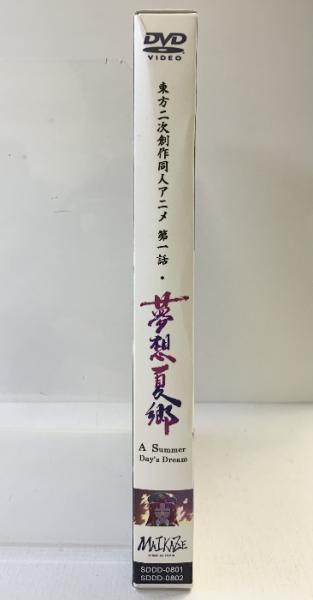 DVD
VIDEO
東方二次創作同人アニメ 第一話・
夢想夏郷
A Summer
Day's Dream
MAIKAZE
SDDD-0801
SDDD-0802